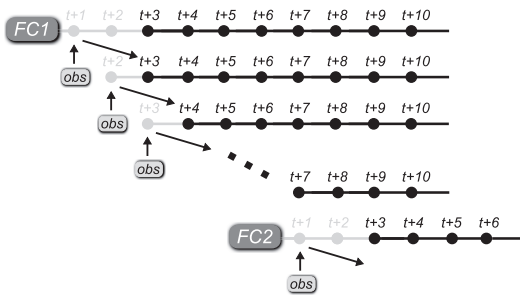 FC1 t+1 t+2 t+3 t+4 t+5 t+6 t+7 t+8 t+9 t+10
obs t+2 t+3 t+4 t+5 t+6 t+7 t+8 t+9 t+10
obs t+3 t+4 t+5 t+6 t+7 t+8 t+9 t+10
obs
t+7 t+8 t+9 t+10
FC2 t+1 t+2 t+3 t+4 t+5 t+6
obs